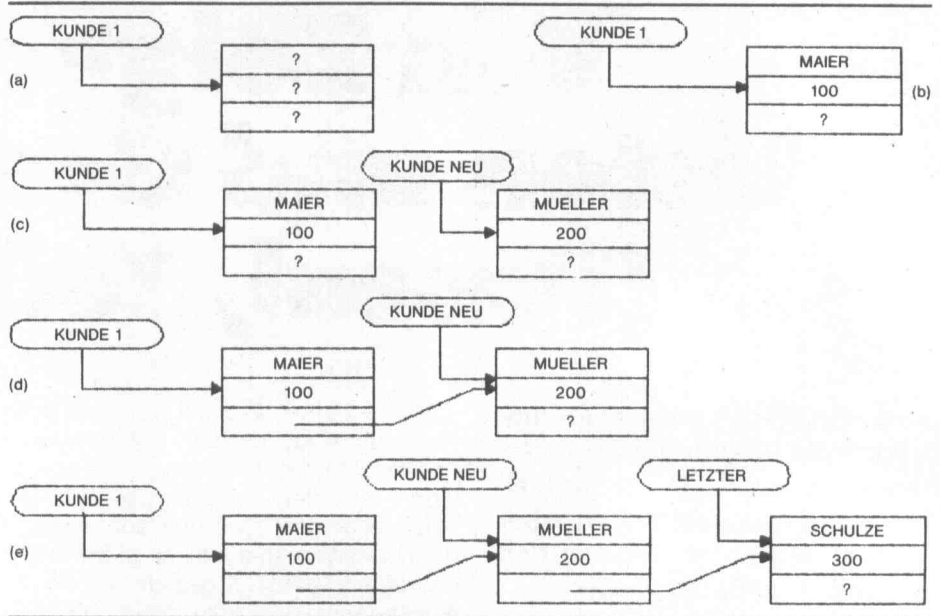 KUNDE 1
?
?
?
(a)
KUNDE 1
MAIER
100
?
(b)
KUNDE 1
MAIER
100
?
KUNDE NEU
MUELLER
200
?
(c)
KUNDE 1
MAIER
100
KUNDE NEU
MUELLER
200
?
(d)
KUNDE 1
MAIER
100
KUNDE NEU
MUELLER
200
LETZTER
SCHULZE
300
?
(e)